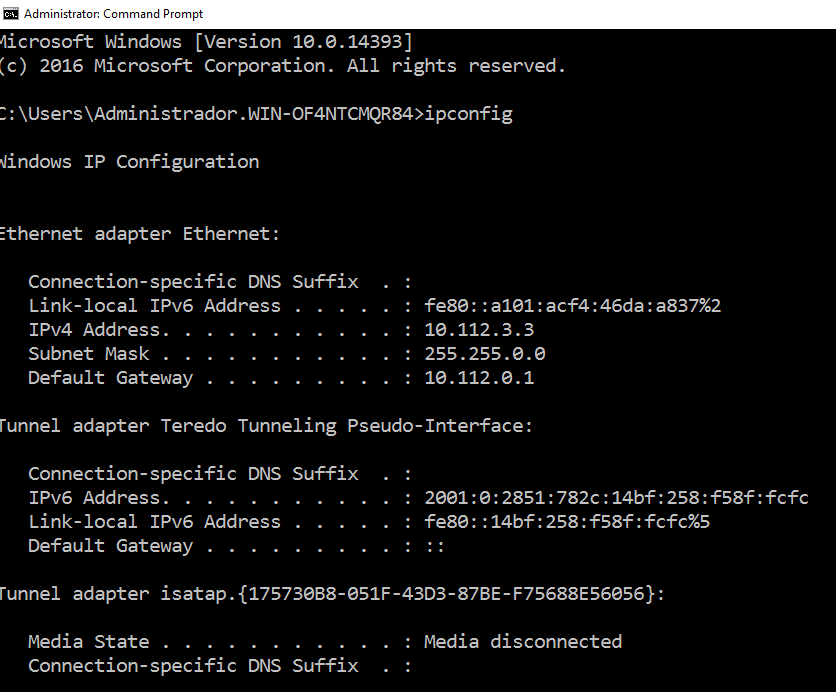 Administrator: Command Prompt
Microsoft Windows [Version 10.0.14393]
(c) 2016 Microsoft Corporation. All rights reserved.
C:\Users\Administrador.WIN-OF4NTCMQR84>ipconfig
Windows IP Configuration
Ethernet adapter Ethernet:
Connection-specific DNS Suffix  . :
Link-local IPv6 Address . . . . . : fe80::a101:acf4:46da:a837%2
IPv4 Address. . . . . . . . . . . : 10.112.3.3
Subnet Mask . . . . . . . . . . . : 255.255.0.0
Default Gateway . . . . . . . . . : 10.112.0.1
Tunnel adapter Teredo Tunneling Pseudo-Interface:
Connection-specific DNS Suffix  . :
IPv6 Address. . . . . . . . . . . : 2001:0:2851:782c:14bf:258:f58f:fcfc
Link-local IPv6 Address . . . . . : fe80::14bf:258:f58f:fcfc%5
Default Gateway . . . . . . . . . : ::
Tunnel adapter isatap.{175730B8-051F-43D3-87BE-F75688E56056}:
Media State . . . . . . . . . . . : Media disconnected
Connection-specific DNS Suffix  . :